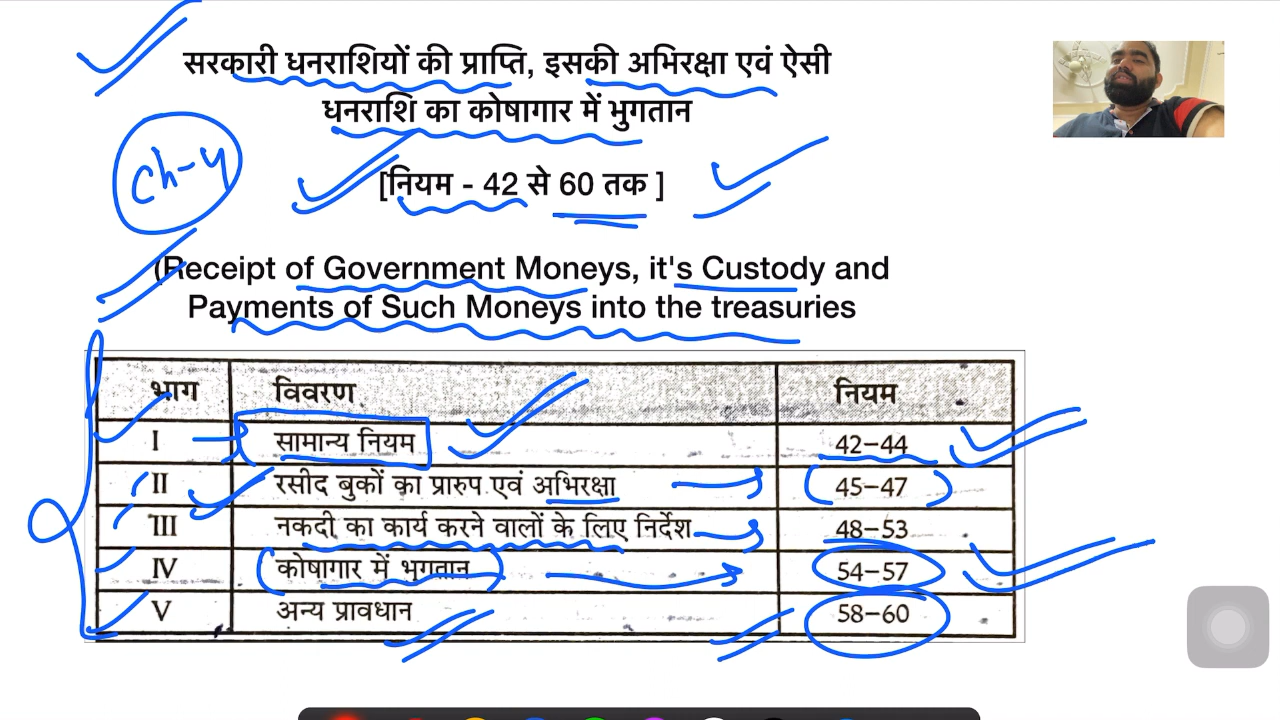 सरकारी धनराशियों की प्राप्ति, इसकी अभिरक्षा एवं ऐसी
धनराशि का कोषागार में भुगतान
Ch-4
[नियम - 42 से 60 तक ]
(Receipt of Government Moneys, it's Custody and
Payments of Such Moneys into the treasuries
भाग विवरण नियम
I सामान्य नियम 42–44
II रसीद बुकों का प्रारुप एवं अभिरक्षा 45–47
III नकदी का कार्य करने वालों के लिए निर्देश 48–53
IV कोषागार में भुगतान 54–57
V अन्य प्रावधान 58–60